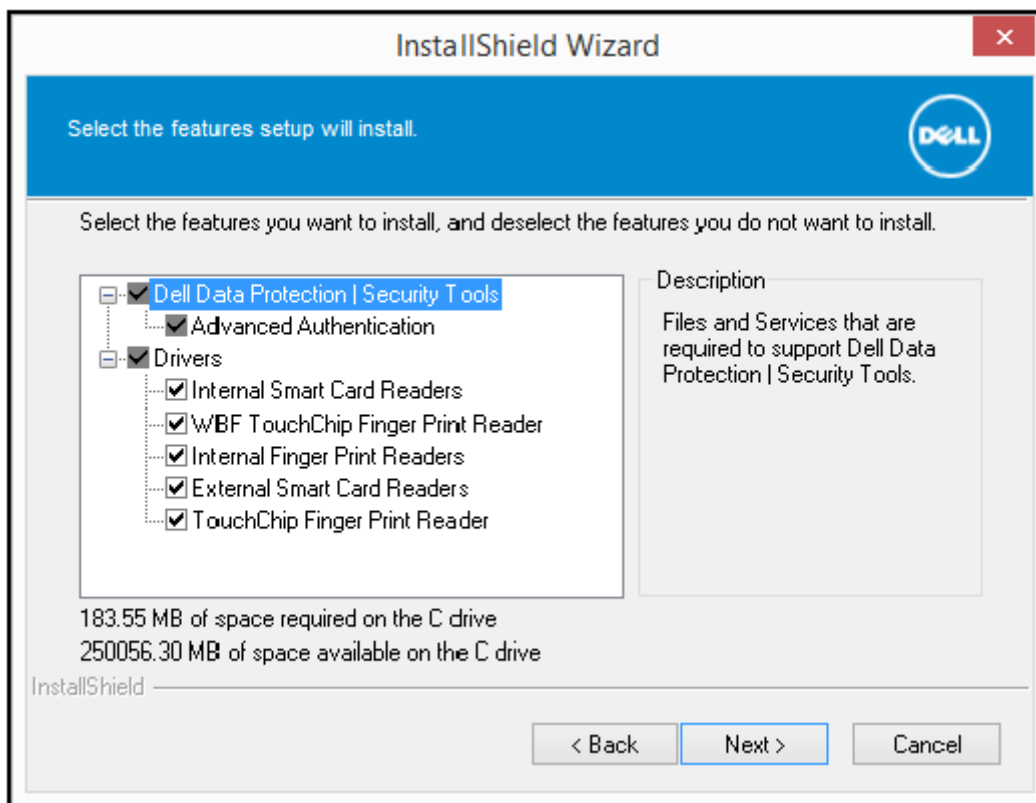 InstallShield Wizard
Select the features setup will install.
DELL
Select the features you want to install, and deselect the features you do not want to install.
Dell Data Protection | Security Tools
Advanced Authentication
Drivers
Internal Smart Card Readers
WBF TouchChip Finger Print Reader
Internal Finger Print Readers
External Smart Card Readers
TouchChip Finger Print Reader
Description
Files and Services that are
required to support Dell Data
Protection | Security Tools.
183.55 MB of space required on the C drive
250056.30 MB of space available on the C drive
InstallShield
< Back
Next >
Cancel